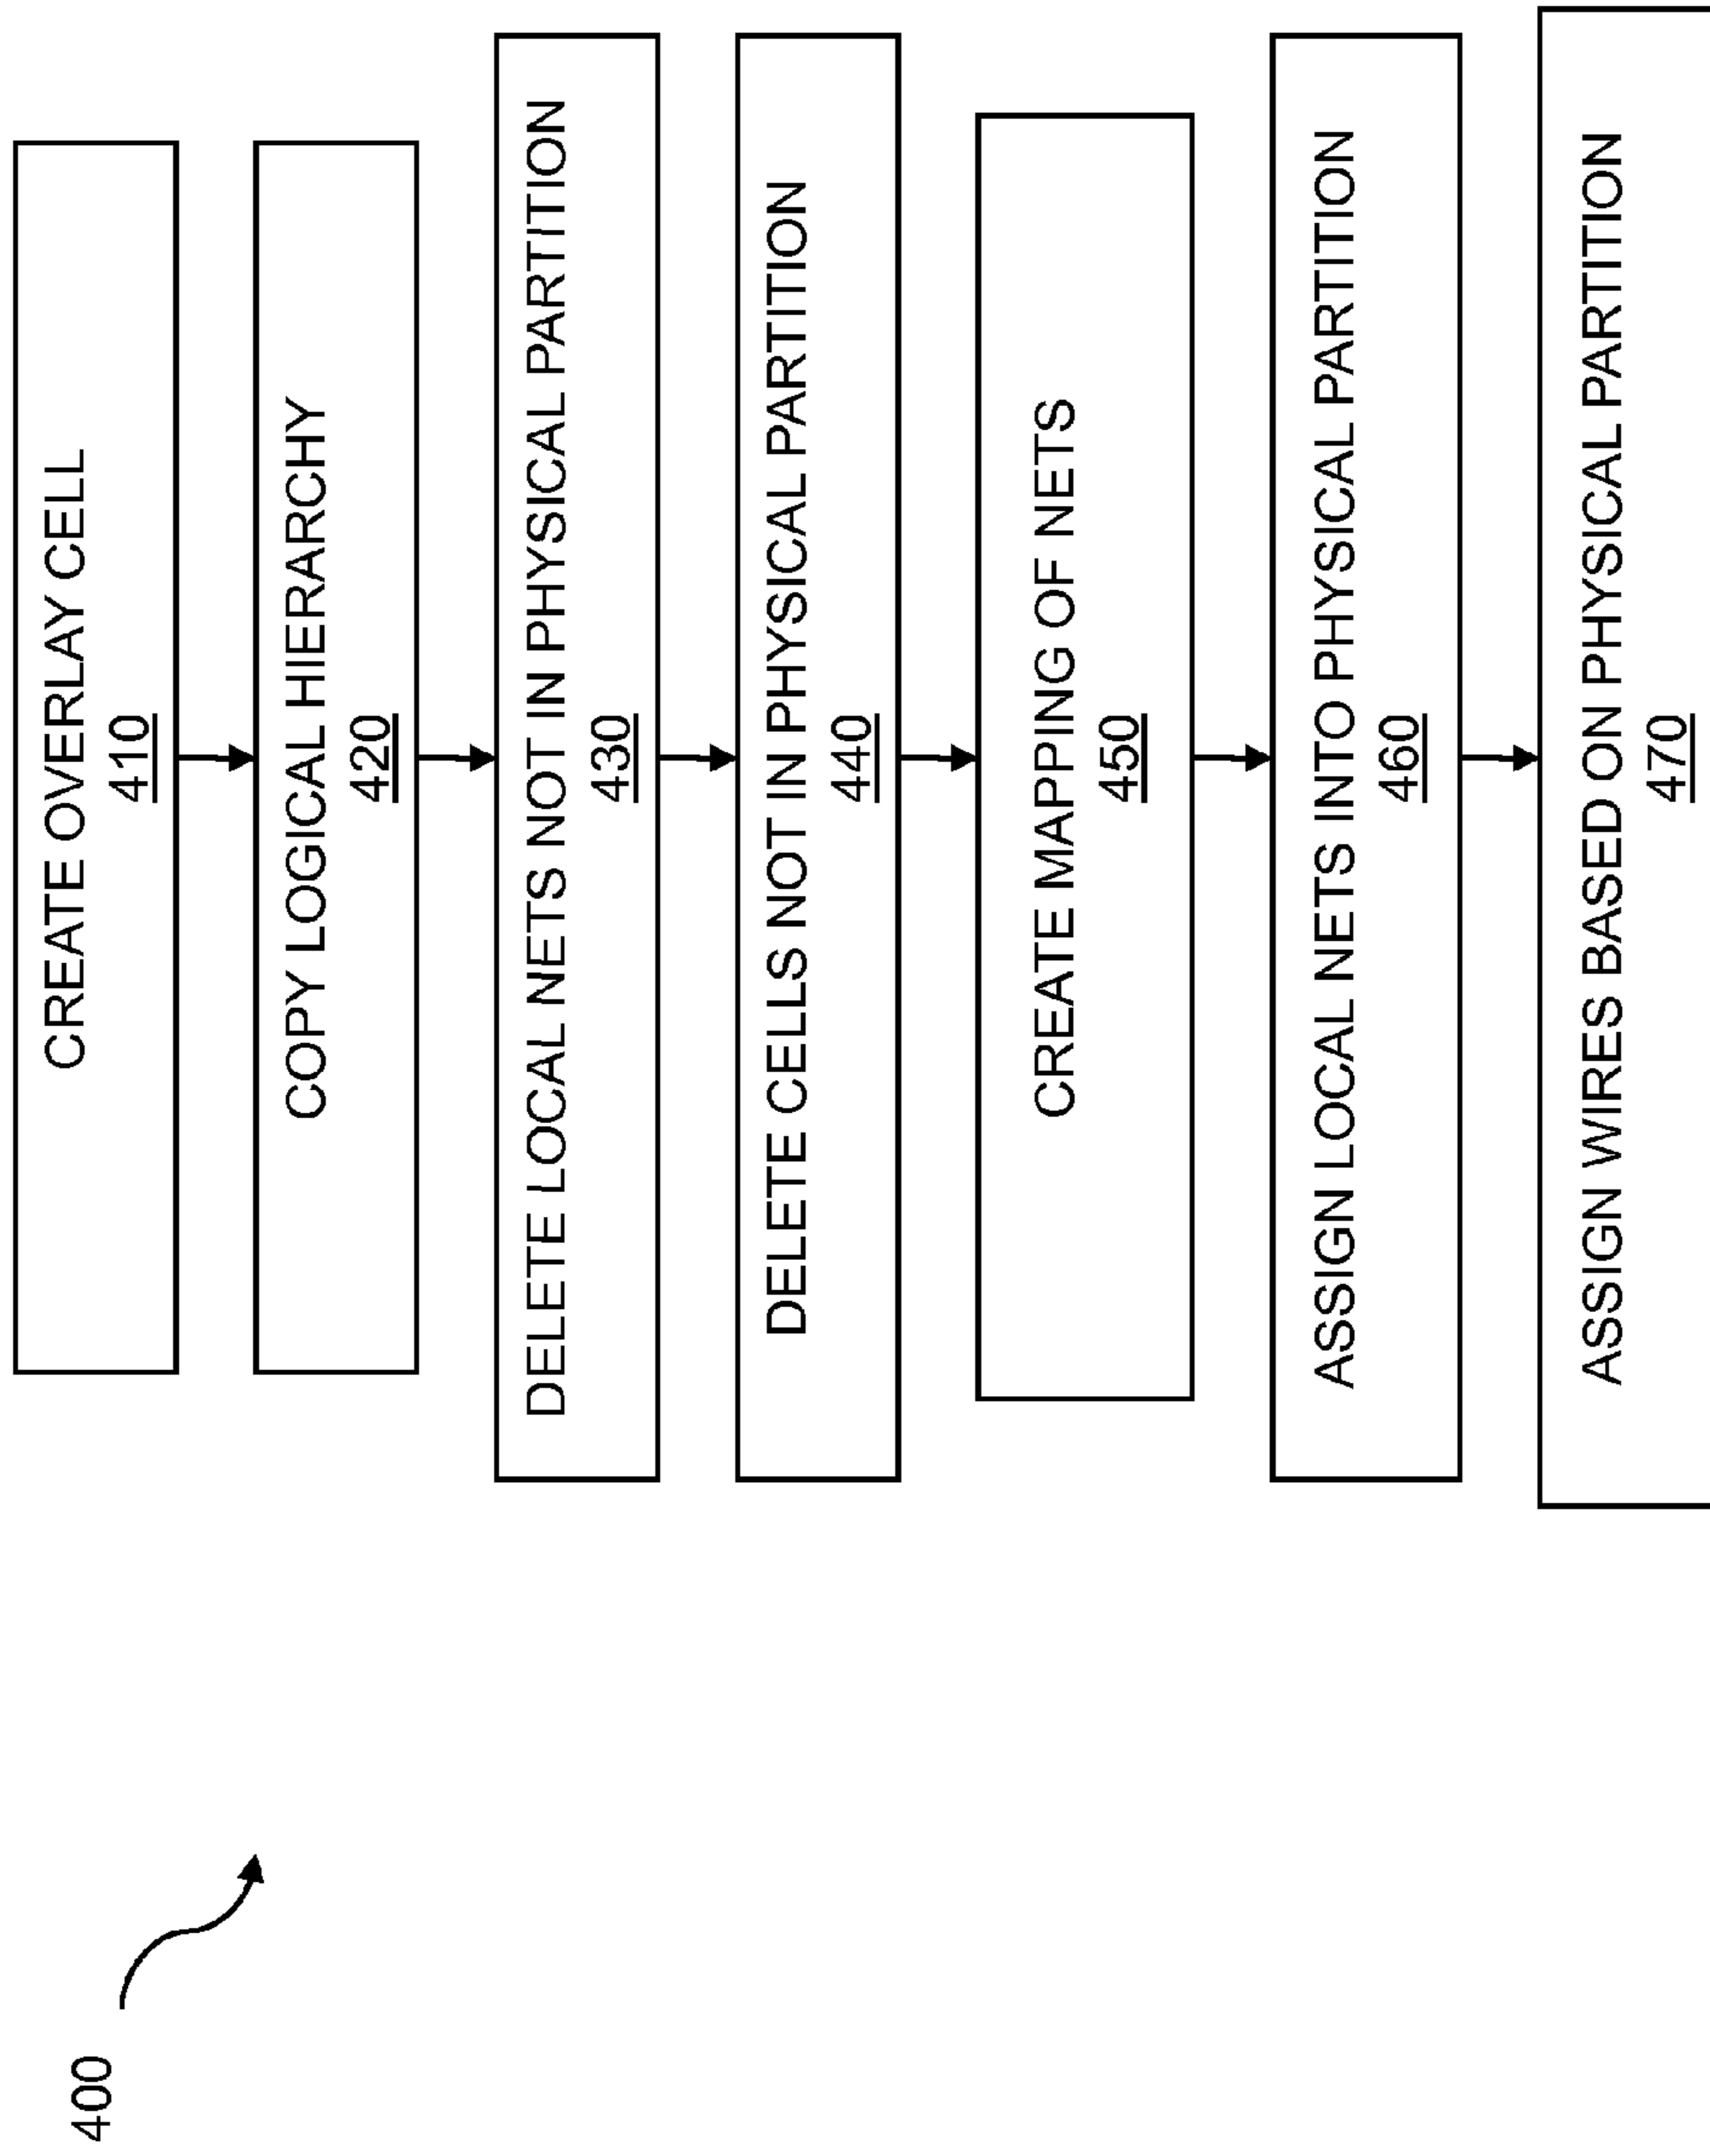 400
CREATE OVERLAY CELL
410
COPY LOGICAL HIERARCHY
420
DELETE LOCAL NETS NOT IN PHYSICAL PARTITION
430
DELETE CELLS NOT IN PHYSICAL PARTITION
440
CREATE MAPPING OF NETS
450
ASSIGN LOCAL NETS INTO PHYSICAL PARTITION
460
ASSIGN WIRES BASED ON PHYSICAL PARTITION
470